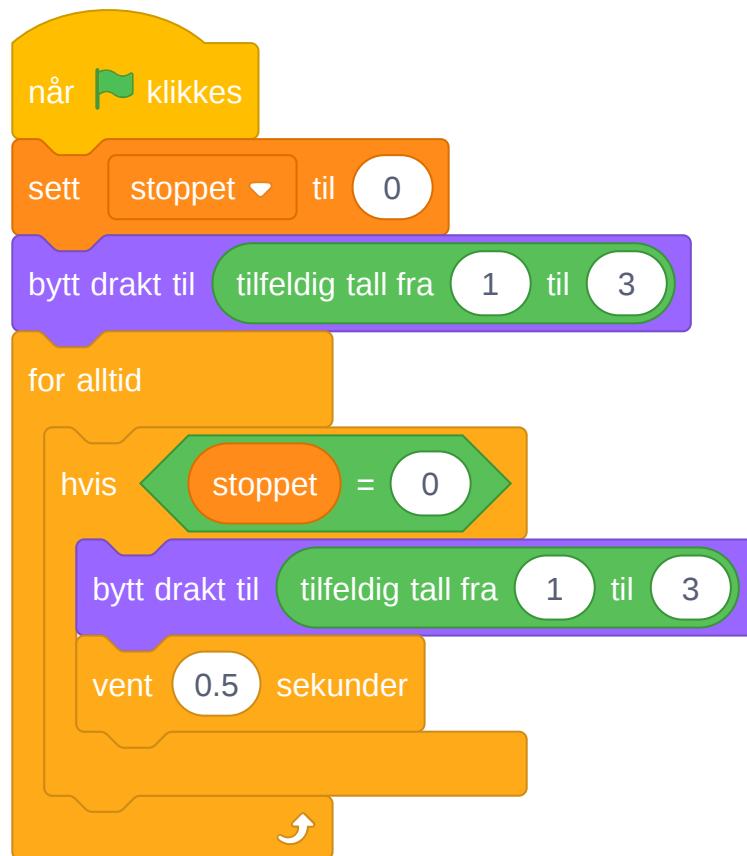 når klikkes
sett stoppet til 0
bytt drakt til tilfeldig tall fra 1 til 3
for alltid
hvis stoppet = 0
bytt drakt til tilfeldig tall fra 1 til 3
vent 0.5 sekunder